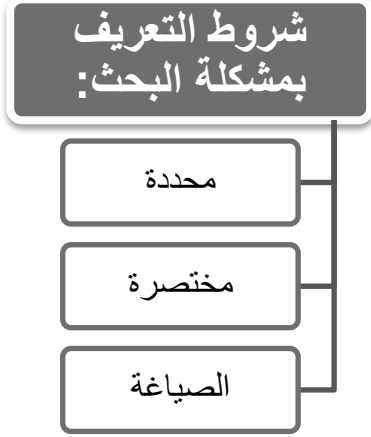 شروط التعريف
بمشكلة البحث:
محددة
مختصرة
الصياغة